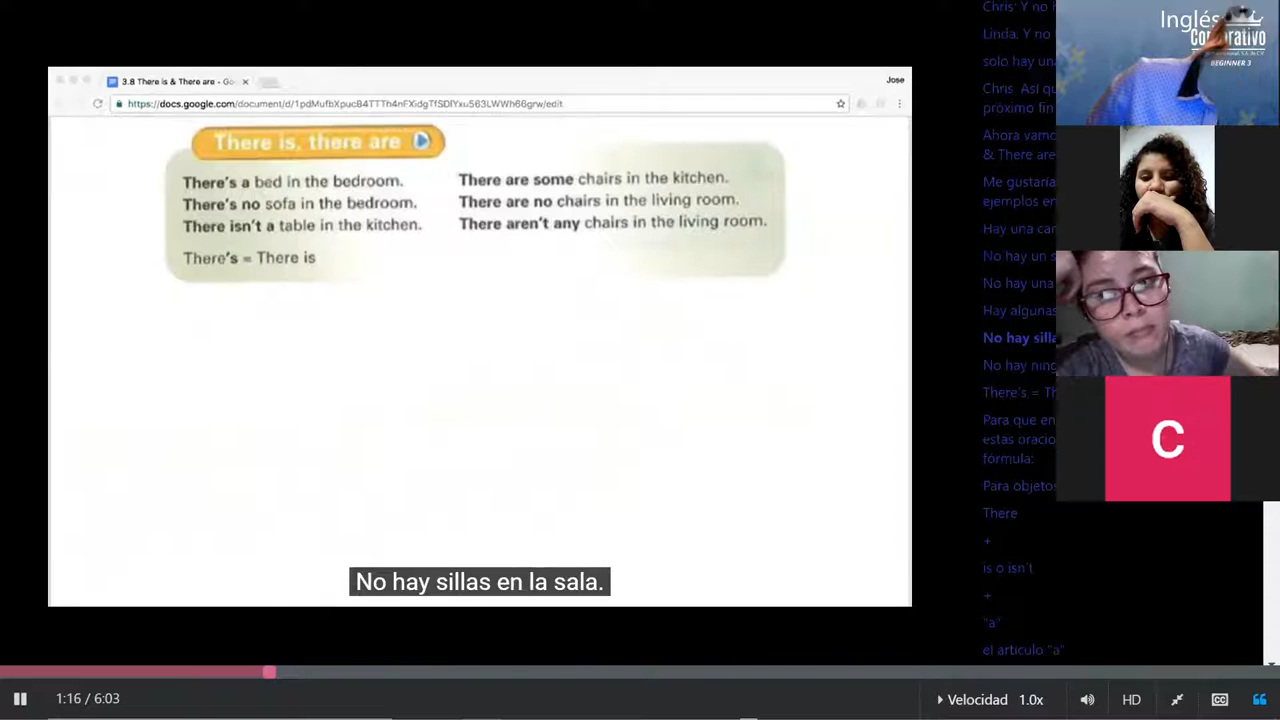 3.8 There is & There are - Go
Jose
https://docs.google.com/document/d/1pdMufbXpucB4TTTh4nFXidgTfSDIYxu563LWWh66grw/edit
There is, there are
There's a bed in the bedroom.
There's no sofa in the bedroom.
There isn't a table in the kitchen.
There's = There is
There are some chairs in the kitchen.
There are no chairs in the living room.
There aren't any chairs in the living room.
No hay sillas en la sala.
Chris: Y no
Linda: Y no
solo hay un
Chris Así qu
próximo fin
Ahora vamo
& There are
Me gustaría
ejemplos en
Hay una car
No hay un s
No hay una
Hay algunas
No hay silla
No hay ning
There's = Th
Para que en
estas oracio
fórmula:
Para objetos
There
+
is o isn't
+
"a"
el artículo "a"
Inglés
Corporativo
BEGINNER 3
C
1:16 / 6:03
Velocidad 1.0x
HD
CC